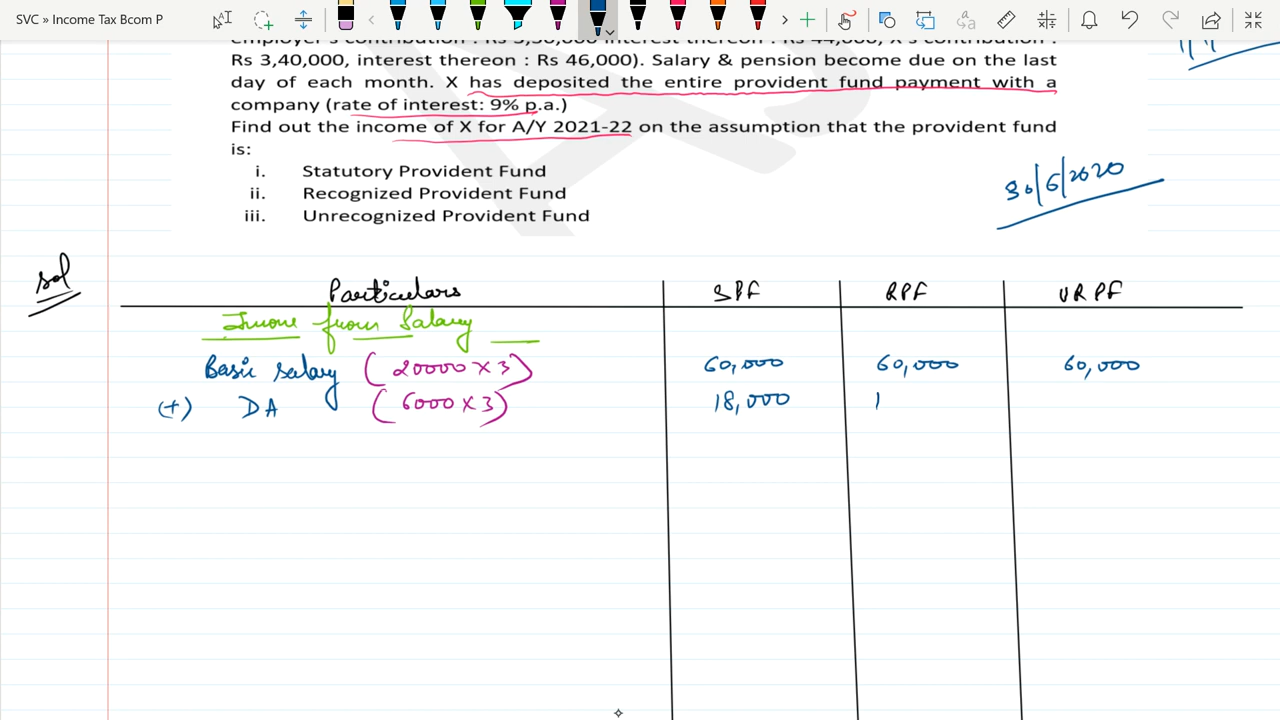 SVC » Income Tax Bcom P
Rs 3,40,000, interest thereon : Rs 46,000). Salary & pension become due on the last
day of each month. X has deposited the entire provident fund payment with a
company (rate of interest: 9% p.a.)
Find out the income of X for A/Y 2021-22 on the assumption that the provident fund
is:
i. Statutory Provident Fund
ii. Recognized Provident Fund
iii. Unrecognized Provident Fund
30/6/2020
Sol
Particulars SPF RPF URPF
Income from Salary
Basic salary (20000 × 3) 60,000 60,000 60,000
(+) DA (6000 × 3) 18,000 1